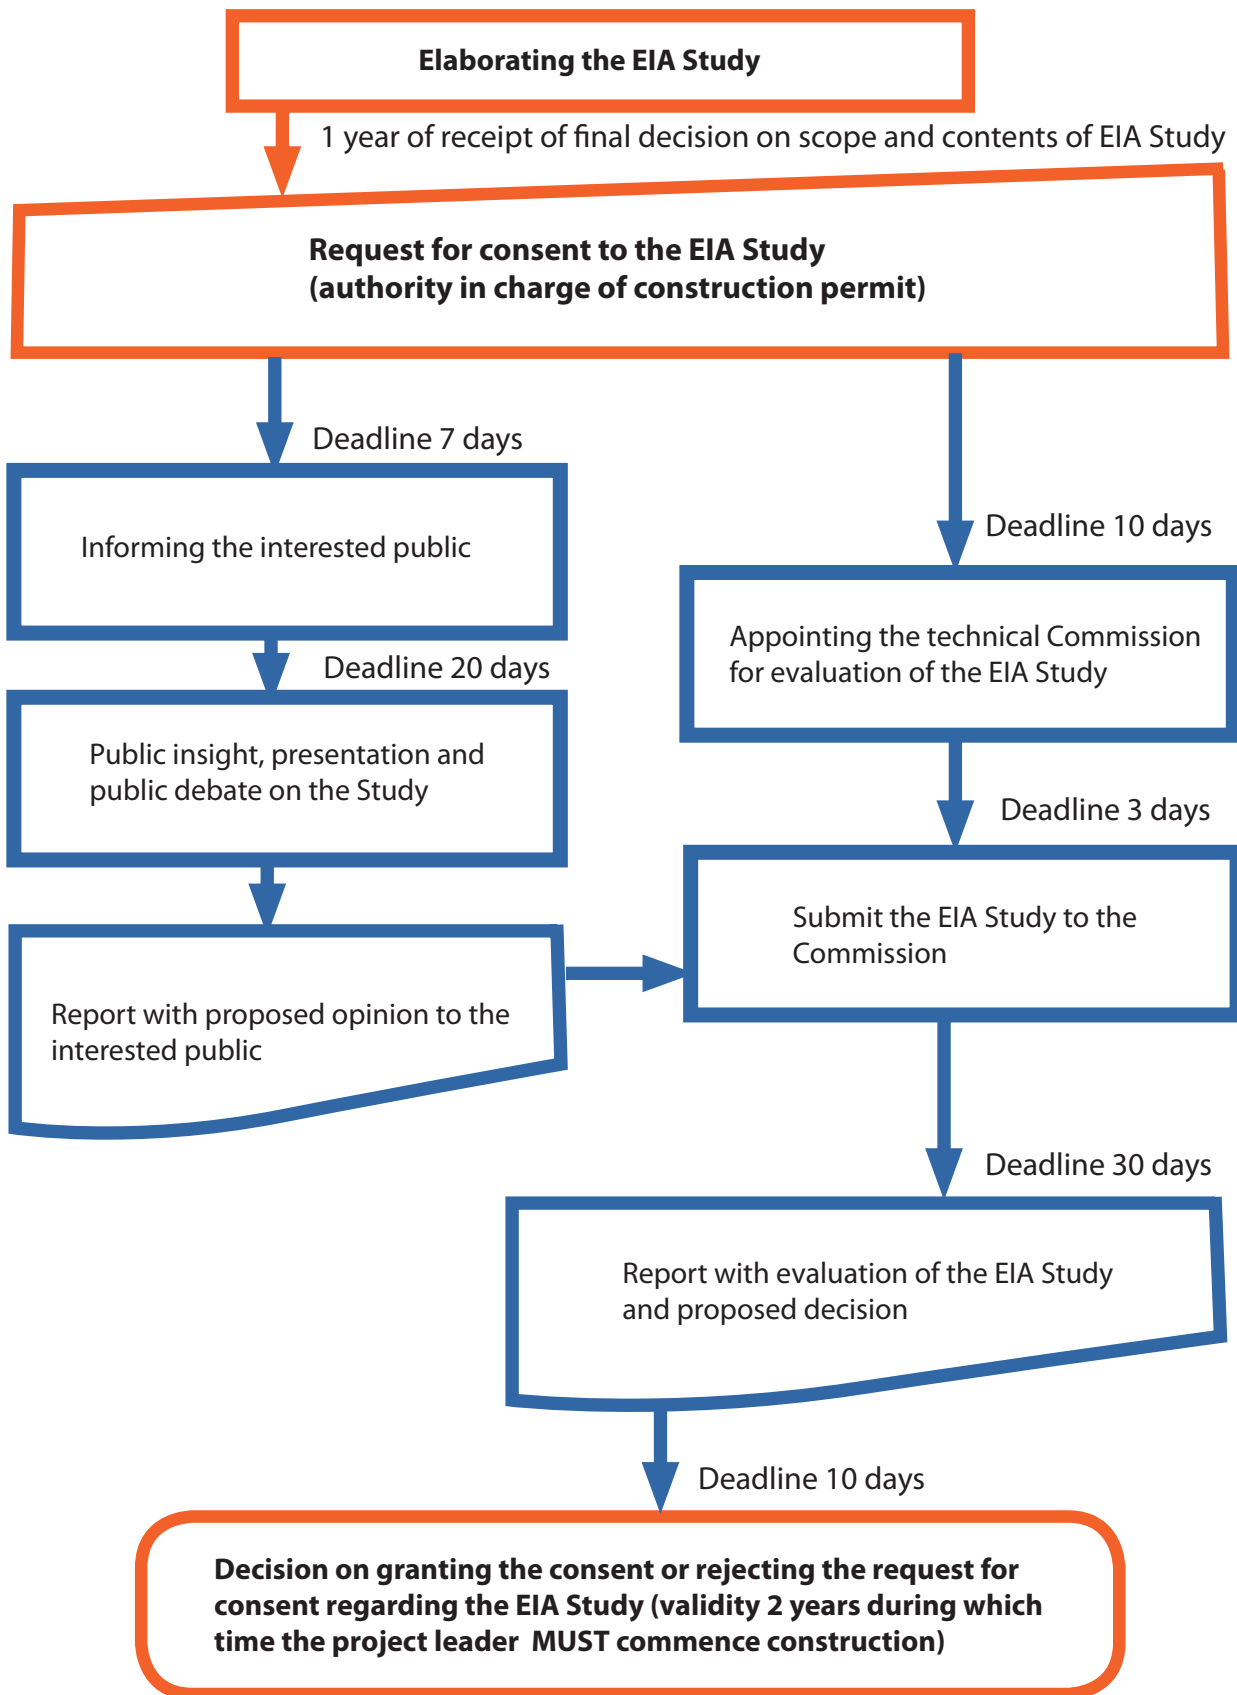 Elaborating the EIA Study
1 year of receipt of final decision on scope and contents of EIA Study
Request for consent to the EIA Study
(authority in charge of construction permit)
Deadline 7 days
Informing the interested public
Deadline 20 days
Public insight, presentation and
public debate on the Study
Report with proposed opinion to the
interested public
Deadline 10 days
Appointing the technical Commission
for evaluation of the EIA Study
Deadline 3 days
Submit the EIA Study to the
Commission
Deadline 30 days
Report with evaluation of the EIA Study
and proposed decision
Deadline 10 days
Decision on granting the consent or rejecting the request for
consent regarding the EIA Study (validity 2 years during which
time the project leader MUST commence construction)